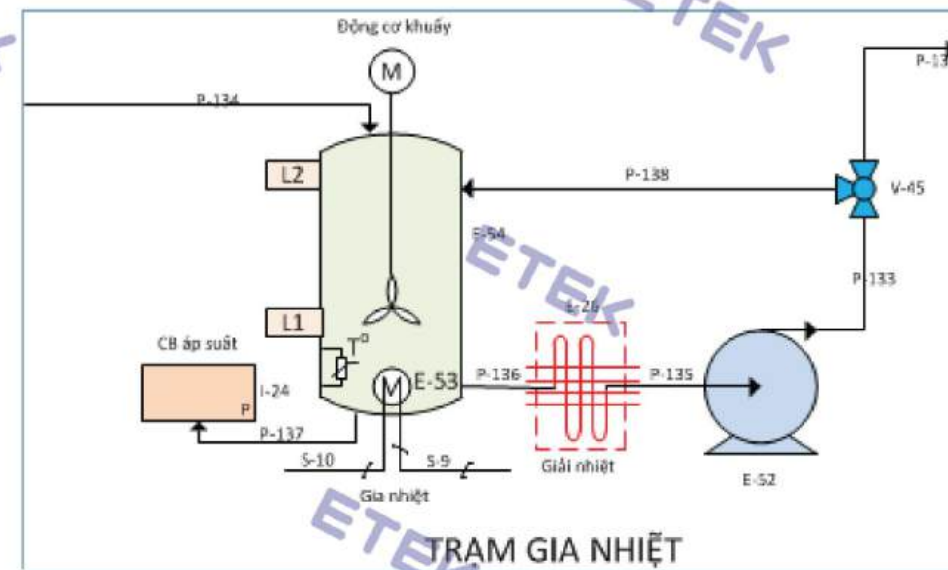 Động cơ khuấy
M
P-134
L2
P-138
V-45
E-54
P-133
L1
T°
CB áp suất
I-24
P
M
E-53
P-136
E-26
P-135
P-137
S-10
S-9
Gia nhiệt
Giải nhiệt
E-52
TRẠM GIA NHIỆT
ETEK
ETEK
ETEK